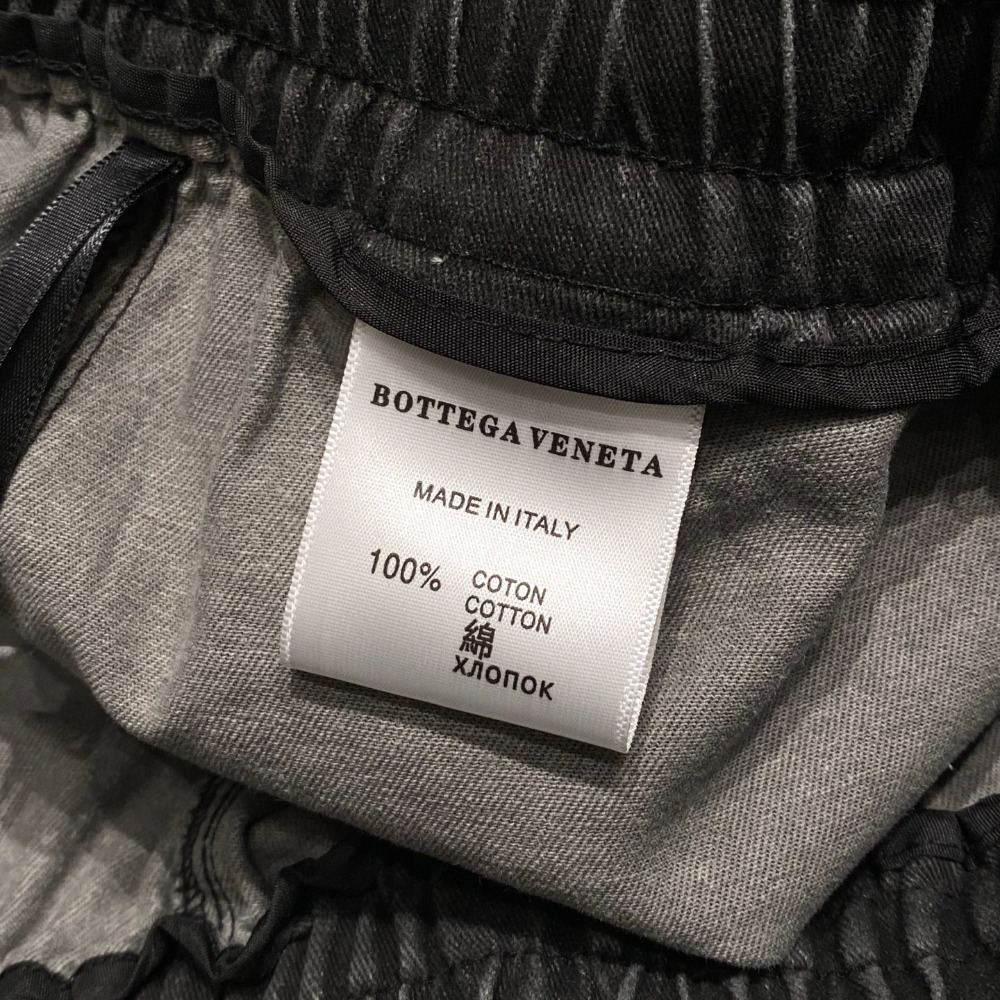 BOTTEGA VENETA
MADE IN ITALY
100% COTON
COTTON
綿
хлопок